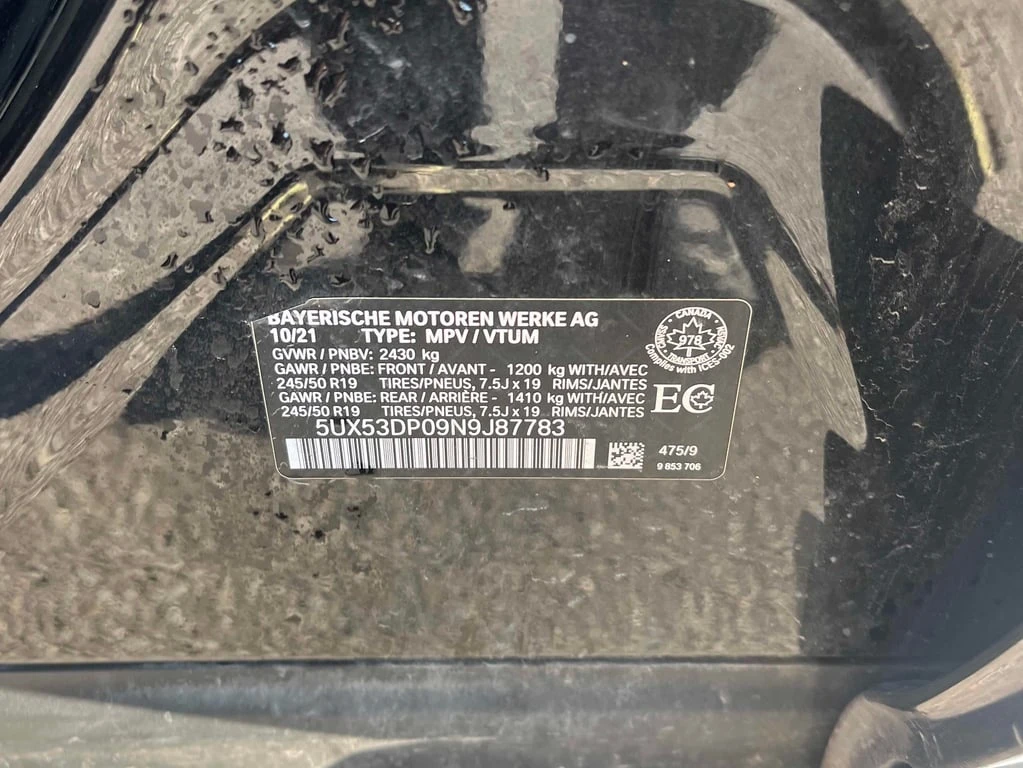 BAYERISCHE MOTOREN WERKE AG
10/21 TYPE: MPV / VTUM
GVWR / PNBV: 2430 kg
GAWR / PNBE: FRONT / AVANT - 1200 kg WITH/AVEC
245/50 R19 TIRES/PNEUS, 7.5J x 19 RIMS/JANTES
GAWR / PNBE: REAR / ARRIÈRE - 1410 kg WITH/AVEC
245/50 R19 TIRES/PNEUS, 7.5J x 19 RIMS/JANTES
5UX53DP09N9J87783
CANADA
978
TRANSPORT
Complies with ICES-002
EC
475/9
9 853 706